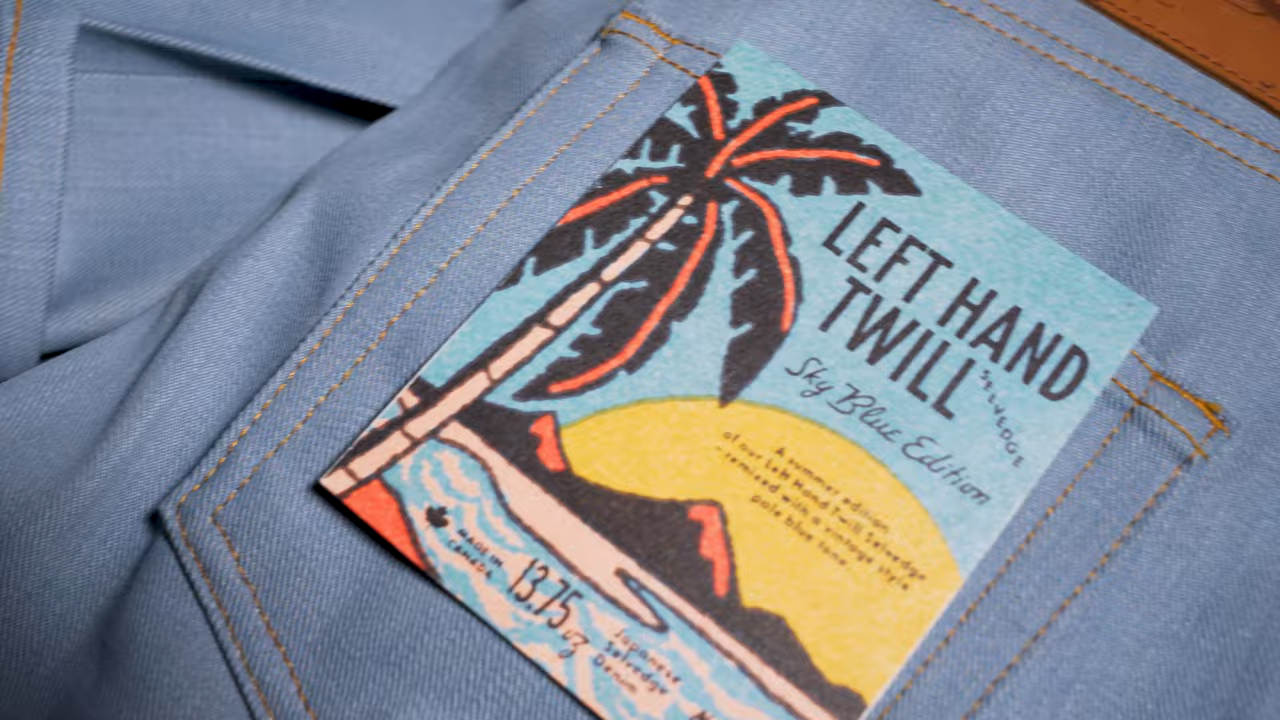 LEFT HAND
TWILL
SELVEDGE
Sky Blue Edition
A summer edition
of our Left Hand Twill Selvedge
- remixed with a vintage style
pale blue tone.
MADE IN
CANADA
13.75 oz
Japanese
Selvedge
Denim